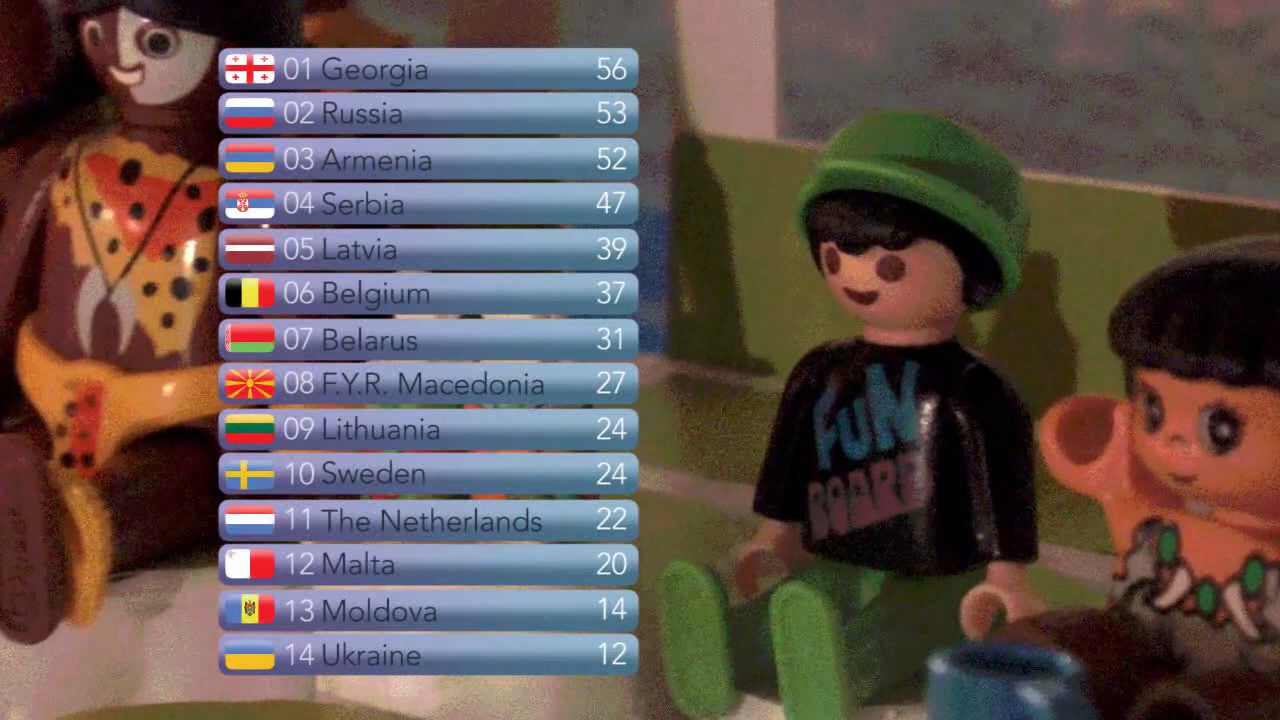 01 Georgia 56
02 Russia 53
03 Armenia 52
04 Serbia 47
05 Latvia 39
06 Belgium 37
07 Belarus 31
08 F.Y.R. Macedonia 27
09 Lithuania 24
10 Sweden 24
11 The Netherlands 22
12 Malta 20
13 Moldova 14
14 Ukraine 12
FUN
BOARD